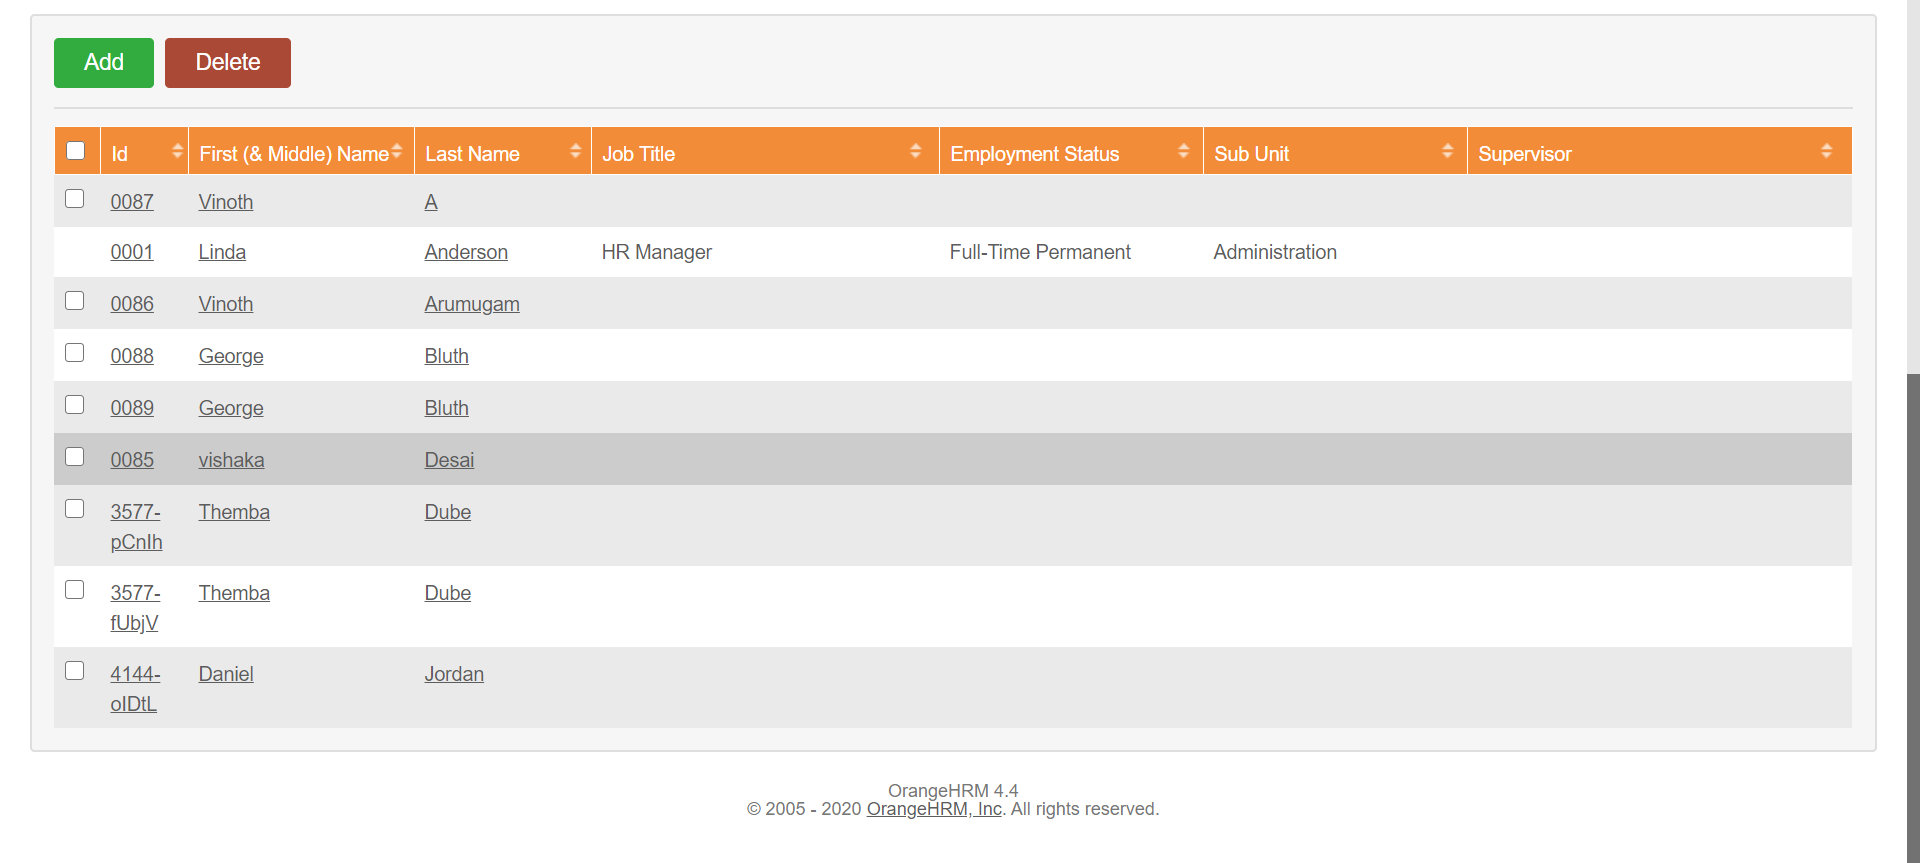 Add Delete
Id First (& Middle) Name Last Name Job Title Employment Status Sub Unit Supervisor
0087 Vinoth A
0001 Linda Anderson HR Manager Full-Time Permanent Administration
0086 Vinoth Arumugam
0088 George Bluth
0089 George Bluth
0085 vishaka Desai
3577- Themba Dube
pCnIh
3577- Themba Dube
fUbjV
4144- Daniel Jordan
oIDtL
OrangeHRM 4.4
© 2005 - 2020 OrangeHRM, Inc. All rights reserved.